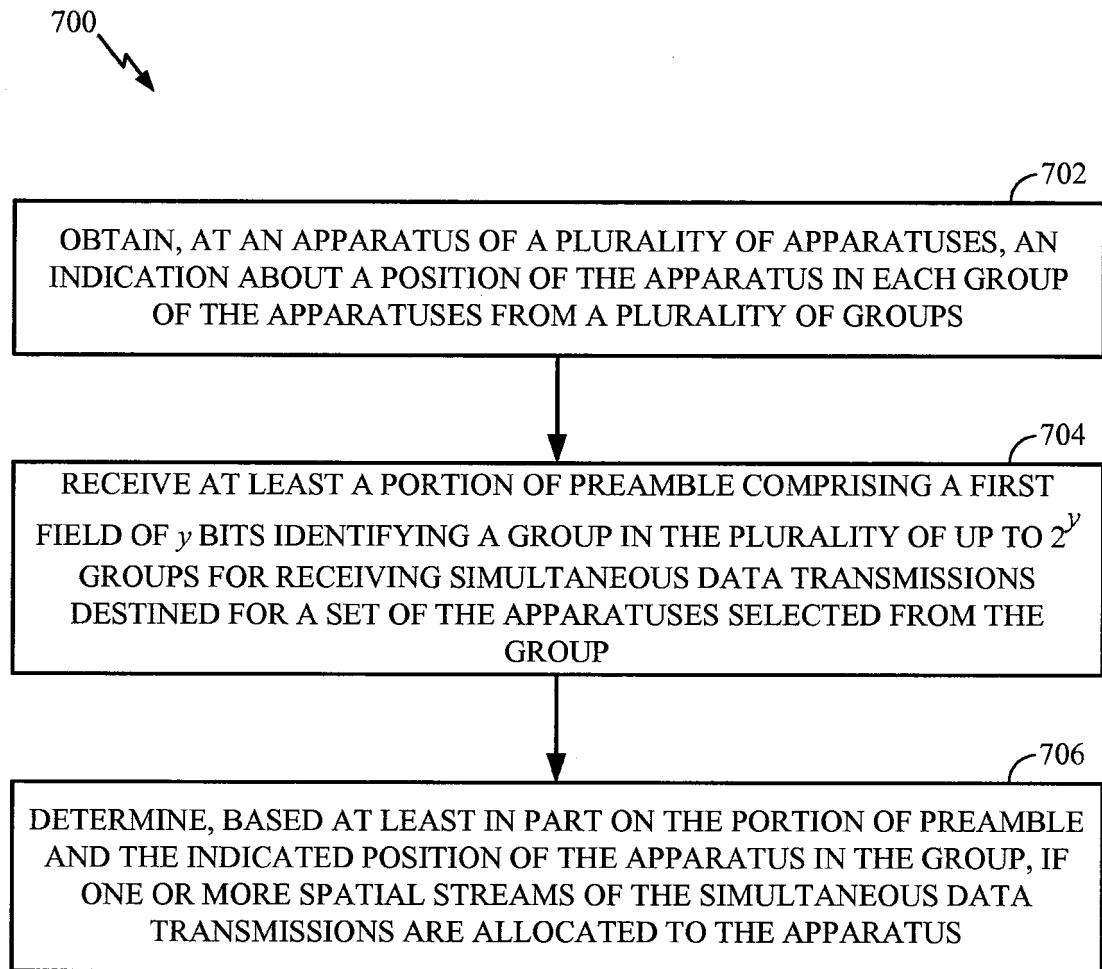 700
702
OBTAIN, AT AN APPARATUS OF A PLURALITY OF APPARATUSES, AN
INDICATION ABOUT A POSITION OF THE APPARATUS IN EACH GROUP
OF THE APPARATUSES FROM A PLURALITY OF GROUPS
704
RECEIVE AT LEAST A PORTION OF PREAMBLE COMPRISING A FIRST
FIELD OF y BITS IDENTIFYING A GROUP IN THE PLURALITY OF UP TO 2^y
GROUPS FOR RECEIVING SIMULTANEOUS DATA TRANSMISSIONS
DESTINED FOR A SET OF THE APPARATUSES SELECTED FROM THE
GROUP
706
DETERMINE, BASED AT LEAST IN PART ON THE PORTION OF PREAMBLE
AND THE INDICATED POSITION OF THE APPARATUS IN THE GROUP, IF
ONE OR MORE SPATIAL STREAMS OF THE SIMULTANEOUS DATA
TRANSMISSIONS ARE ALLOCATED TO THE APPARATUS